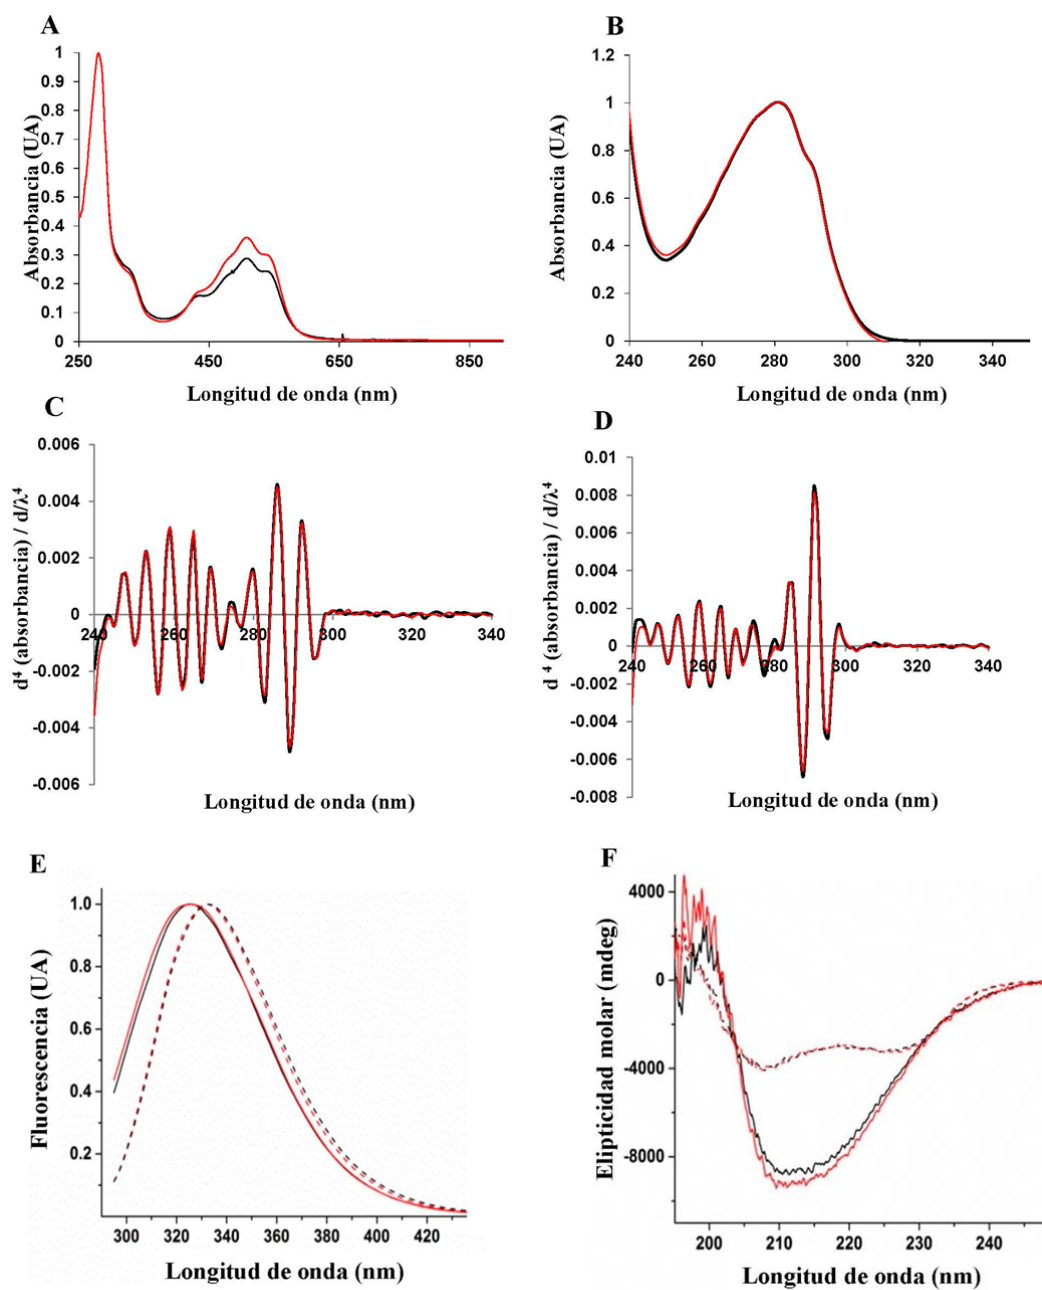 A
Absorbancia (UA)
1
0.9
0.8
0.7
0.6
0.5
0.4
0.3
0.2
0.1
0
250 450 650 850
Longitud de onda (nm)
B
Absorbancia (UA)
1.2
1
0.8
0.6
0.4
0.2
0
240 260 280 300 320 340
Longitud de onda (nm)
C
d⁴ (absorbancia) / d/λ⁴
0.006
0.004
0.002
0
-0.002
-0.004
-0.006
240 260 280 300 320 340
Longitud de onda (nm)
D
d⁴ (absorbancia) / d/λ⁴
0.01
0.008
0.006
0.004
0.002
0
-0.002
-0.004
-0.006
-0.008
240 260 280 300 320 340
Longitud de onda (nm)
E
Fluorescencia (UA)
1.0
0.8
0.6
0.4
0.2
300 320 340 360 380 400 420
Longitud de onda (nm)
F
Elipticidad molar (mdeg)
4000
0
-4000
-8000
200 210 220 230 240
Longitud de onda (nm)